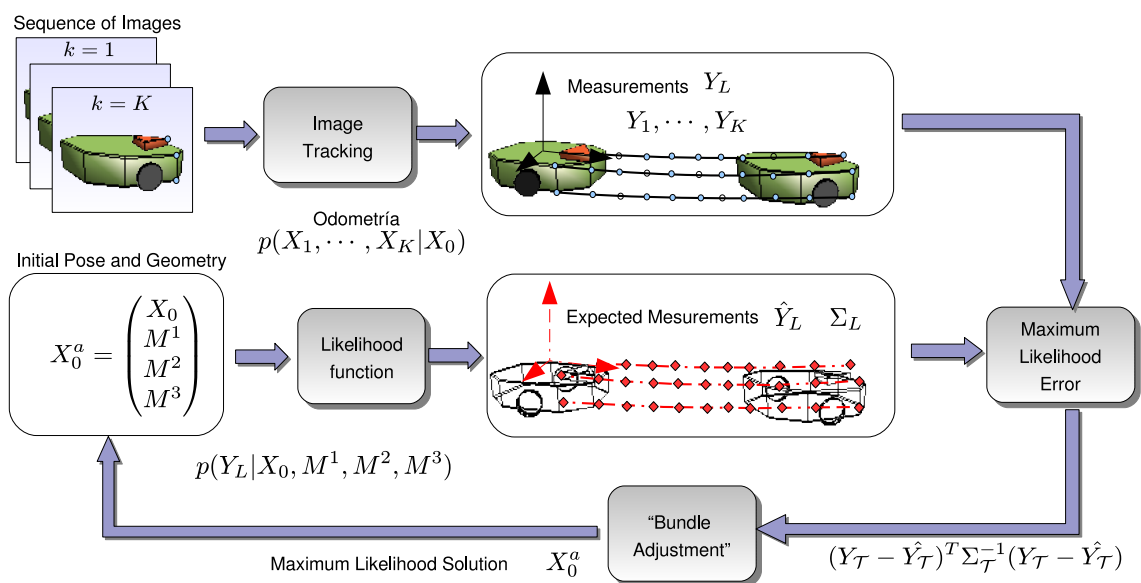 Sequence of Images
k = 1
k = K
Image
Tracking
Measurements Y_L
Y_1, ⋯ , Y_K
Odometría
p(X_1, ⋯ , X_K|X_0)
Initial Pose and Geometry
X_0^a = (X_0
M^1
M^2
M^3)
Likelihood
function
Expected Mesurements Ŷ_L Σ_L
Maximum
Likelihood
Error
p(Y_L|X_0, M^1, M^2, M^3)
"Bundle
Adjustment"
(Y_𝒯 − Ŷ_𝒯)^T Σ_𝒯^{-1} (Y_𝒯 − Ŷ_𝒯)
Maximum Likelihood Solution X_0^a